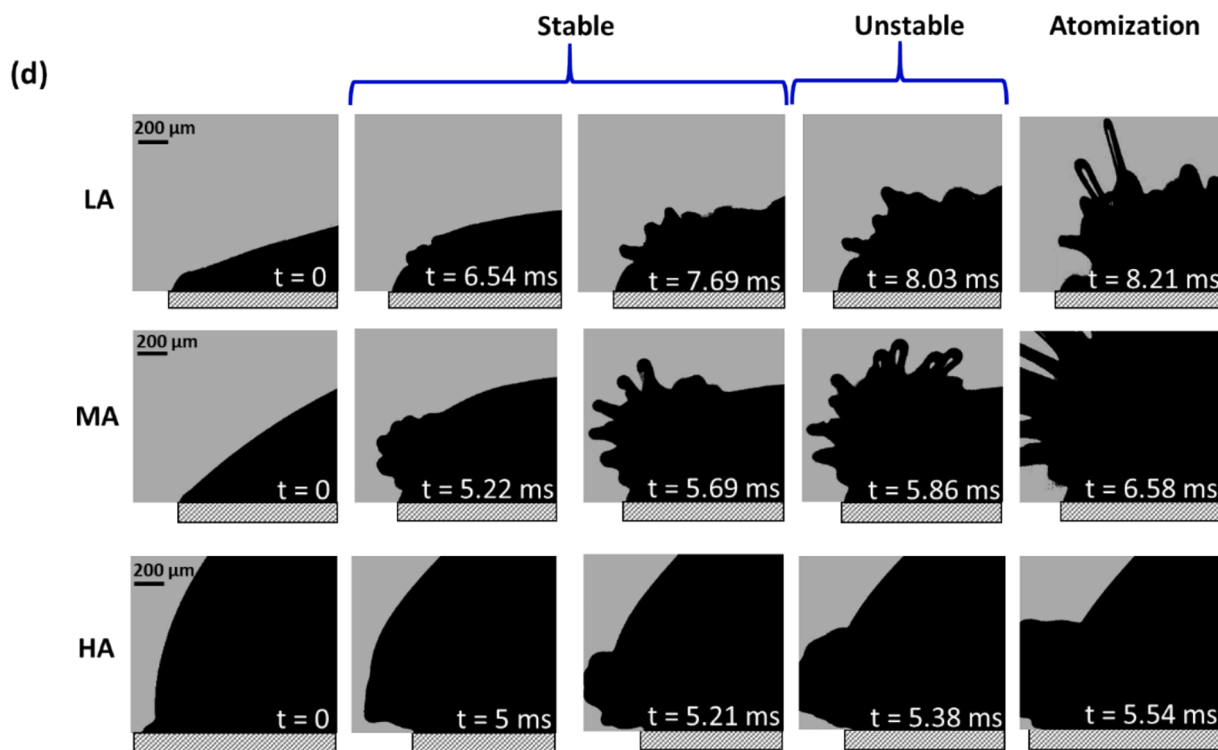 Stable Unstable Atomization
(d)
200 µm
LA
t = 0
t = 6.54 ms
t = 7.69 ms
t = 8.03 ms
t = 8.21 ms
200 µm
MA
t = 0
t = 5.22 ms
t = 5.69 ms
t = 5.86 ms
t = 6.58 ms
200 µm
HA
t = 0
t = 5 ms
t = 5.21 ms
t = 5.38 ms
t = 5.54 ms